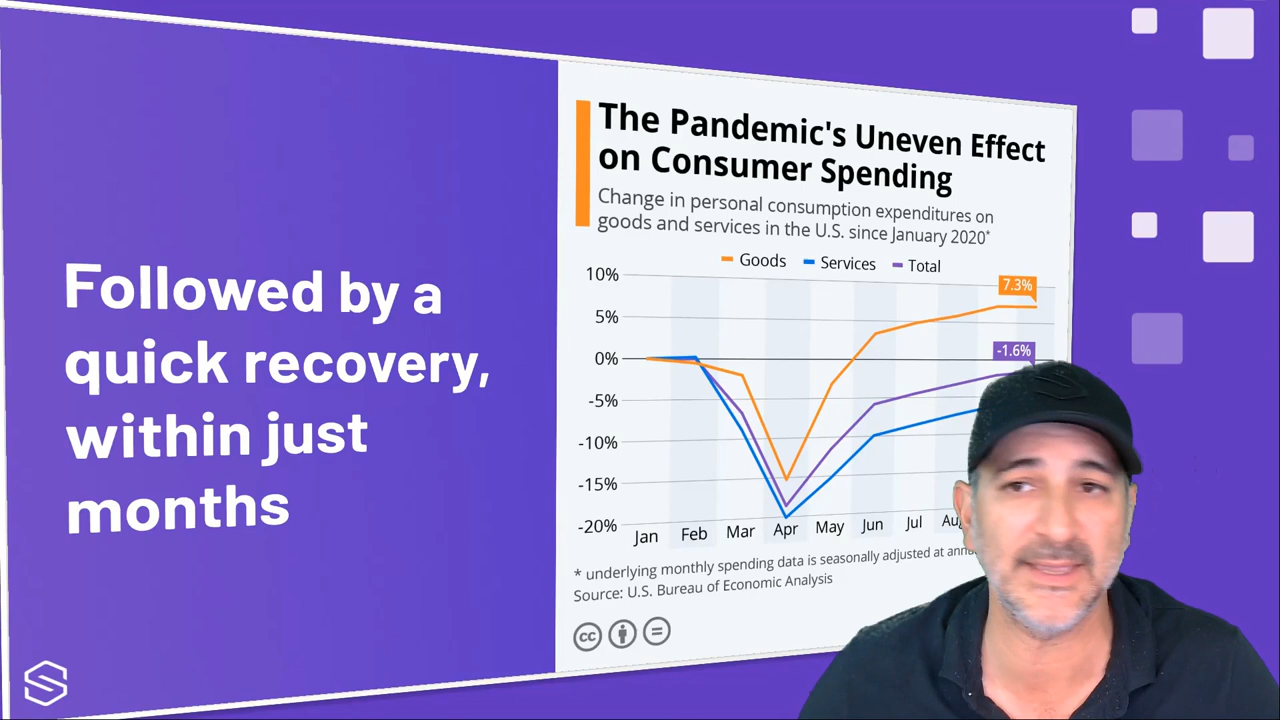 Followed by a
quick recovery,
within just
months
The Pandemic's Uneven Effect
on Consumer Spending
Change in personal consumption expenditures on
goods and services in the U.S. since January 2020*
Goods Services Total
10%
5%
0%
-5%
-10%
-15%
-20%
7.3%
-1.6%
Jan Feb Mar Apr May Jun Jul
* underlying monthly spending data is seasonally adjusted at
Source: U.S. Bureau of Economic Analysis
cc